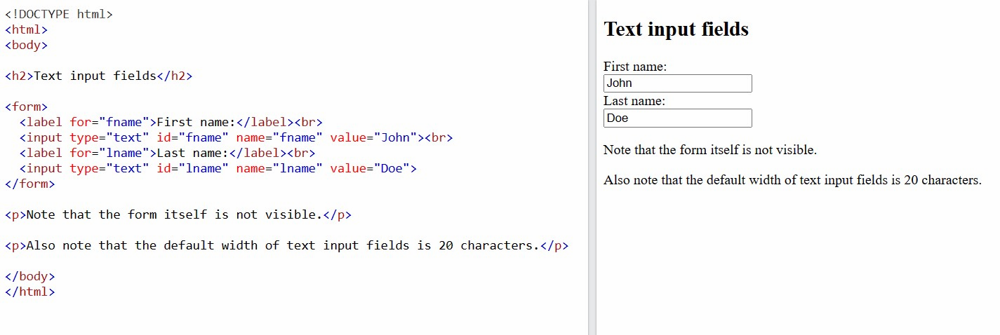 <!DOCTYPE html>
<html>
<body>
<h2>Text input fields</h2>
<form>
  <label for="fname">First name:</label><br>
  <input type="text" id="fname" name="fname" value="John"><br>
  <label for="lname">Last name:</label><br>
  <input type="text" id="lname" name="lname" value="Doe">
</form>
<p>Note that the form itself is not visible.</p>
<p>Also note that the default width of text input fields is 20 characters.</p>
</body>
</html>
Text input fields
First name:
John
Last name:
Doe
Note that the form itself is not visible.
Also note that the default width of text input fields is 20 characters.